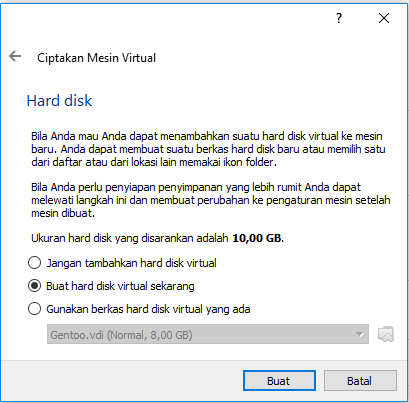 ?
Ciptakan Mesin Virtual
Hard disk
Bila Anda mau Anda dapat menambahkan suatu hard disk virtual ke mesin
baru. Anda dapat membuat suatu berkas hard disk baru atau memilih satu
dari daftar atau dari lokasi lain memakai ikon folder.
Bila Anda perlu penyiapan penyimpanan yang lebih rumit Anda dapat
melewati langkah ini dan membuat perubahan ke pengaturan mesin setelah
mesin dibuat.
Ukuran hard disk yang disarankan adalah 10,00 GB.
Jangan tambahkan hard disk virtual
Buat hard disk virtual sekarang
Gunakan berkas hard disk virtual yang ada
Gentoo.vdi (Normal, 8,00 GB)
Buat
Batal